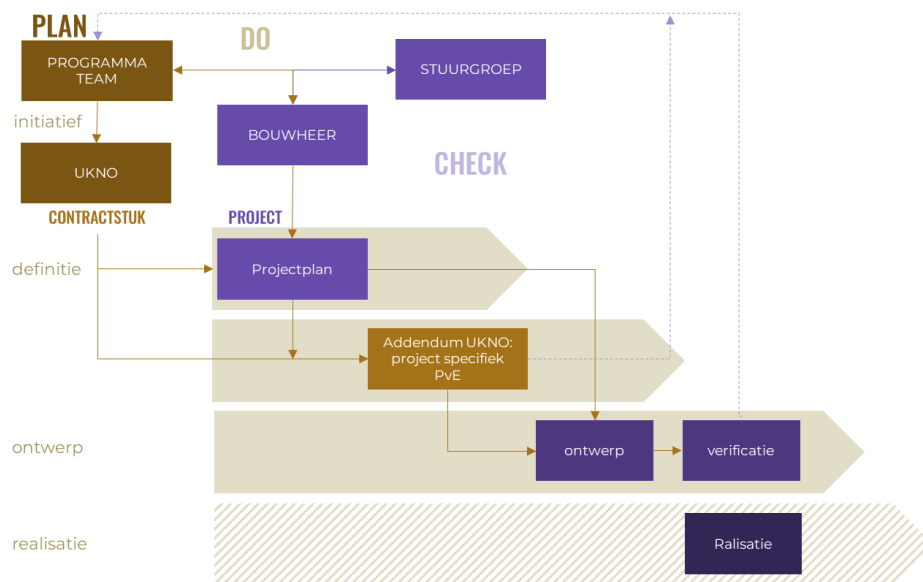 PLAN
DO
PROGRAMMA
TEAM
STUURGROEP
initiatief
BOUWHEER
UKNO
CHECK
CONTRACTSTUK
PROJECT
definitie
Projectplan
Addendum UKNO:
project specifiek
PvE
ontwerp
ontwerp
verificatie
realisatie
Ralisatie